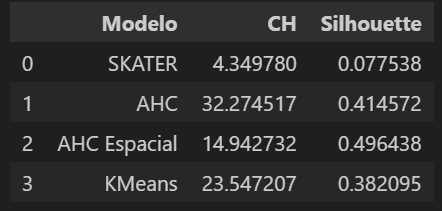 Modelo CH Silhouette
0 SKATER 4.349780 0.077538
1 AHC 32.274517 0.414572
2 AHC Espacial 14.942732 0.496438
3 KMeans 23.547207 0.382095